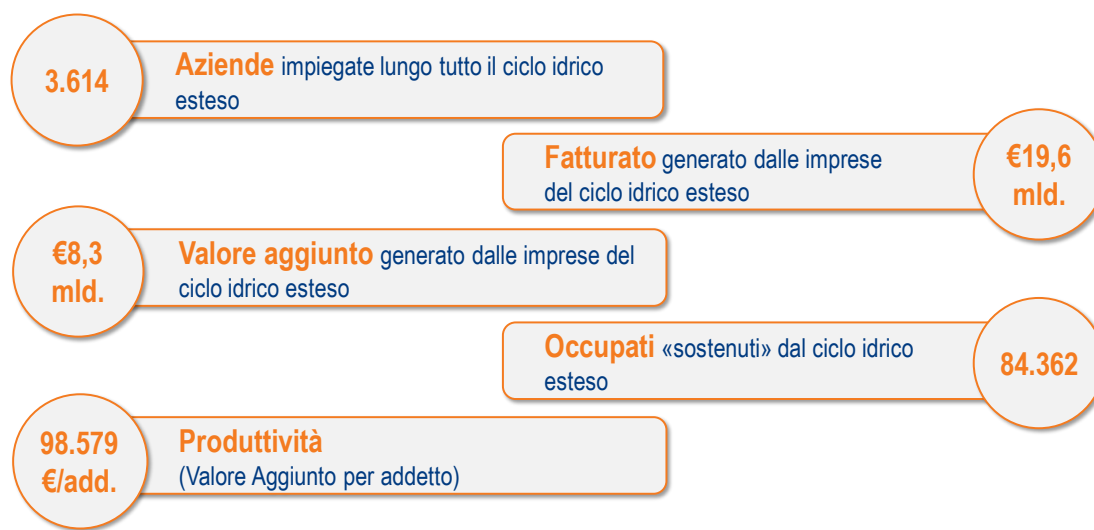 3.614
Aziende impiegate lungo tutto il ciclo idrico
esteso
Fatturato generato dalle imprese
del ciclo idrico esteso
€19,6
mld.
€8,3
mld.
Valore aggiunto generato dalle imprese del
ciclo idrico esteso
Occupati «sostenuti» dal ciclo idrico
esteso
84.362
98.579
€/add.
Produttività
(Valore Aggiunto per addetto)